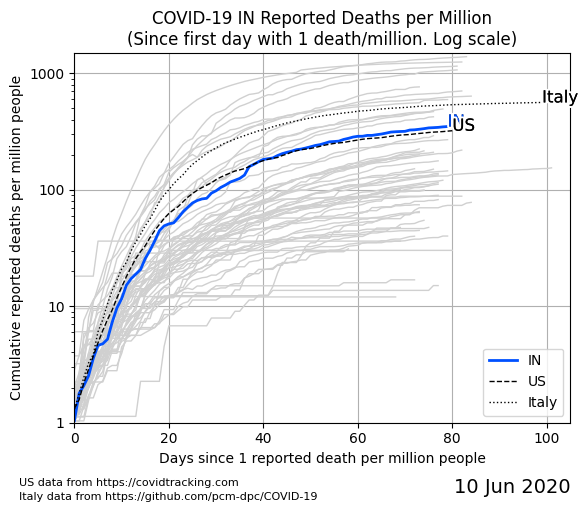 COVID-19 IN Reported Deaths per Million
(Since first day with 1 death/million. Log scale)
Cumulative reported deaths per million people
1000
100
10
1
Italy
IN
US
IN
US
Italy
0
20
40
60
80
100
Days since 1 reported death per million people
US data from https://covidtracking.com
Italy data from https://github.com/pcm-dpc/COVID-19
10 Jun 2020